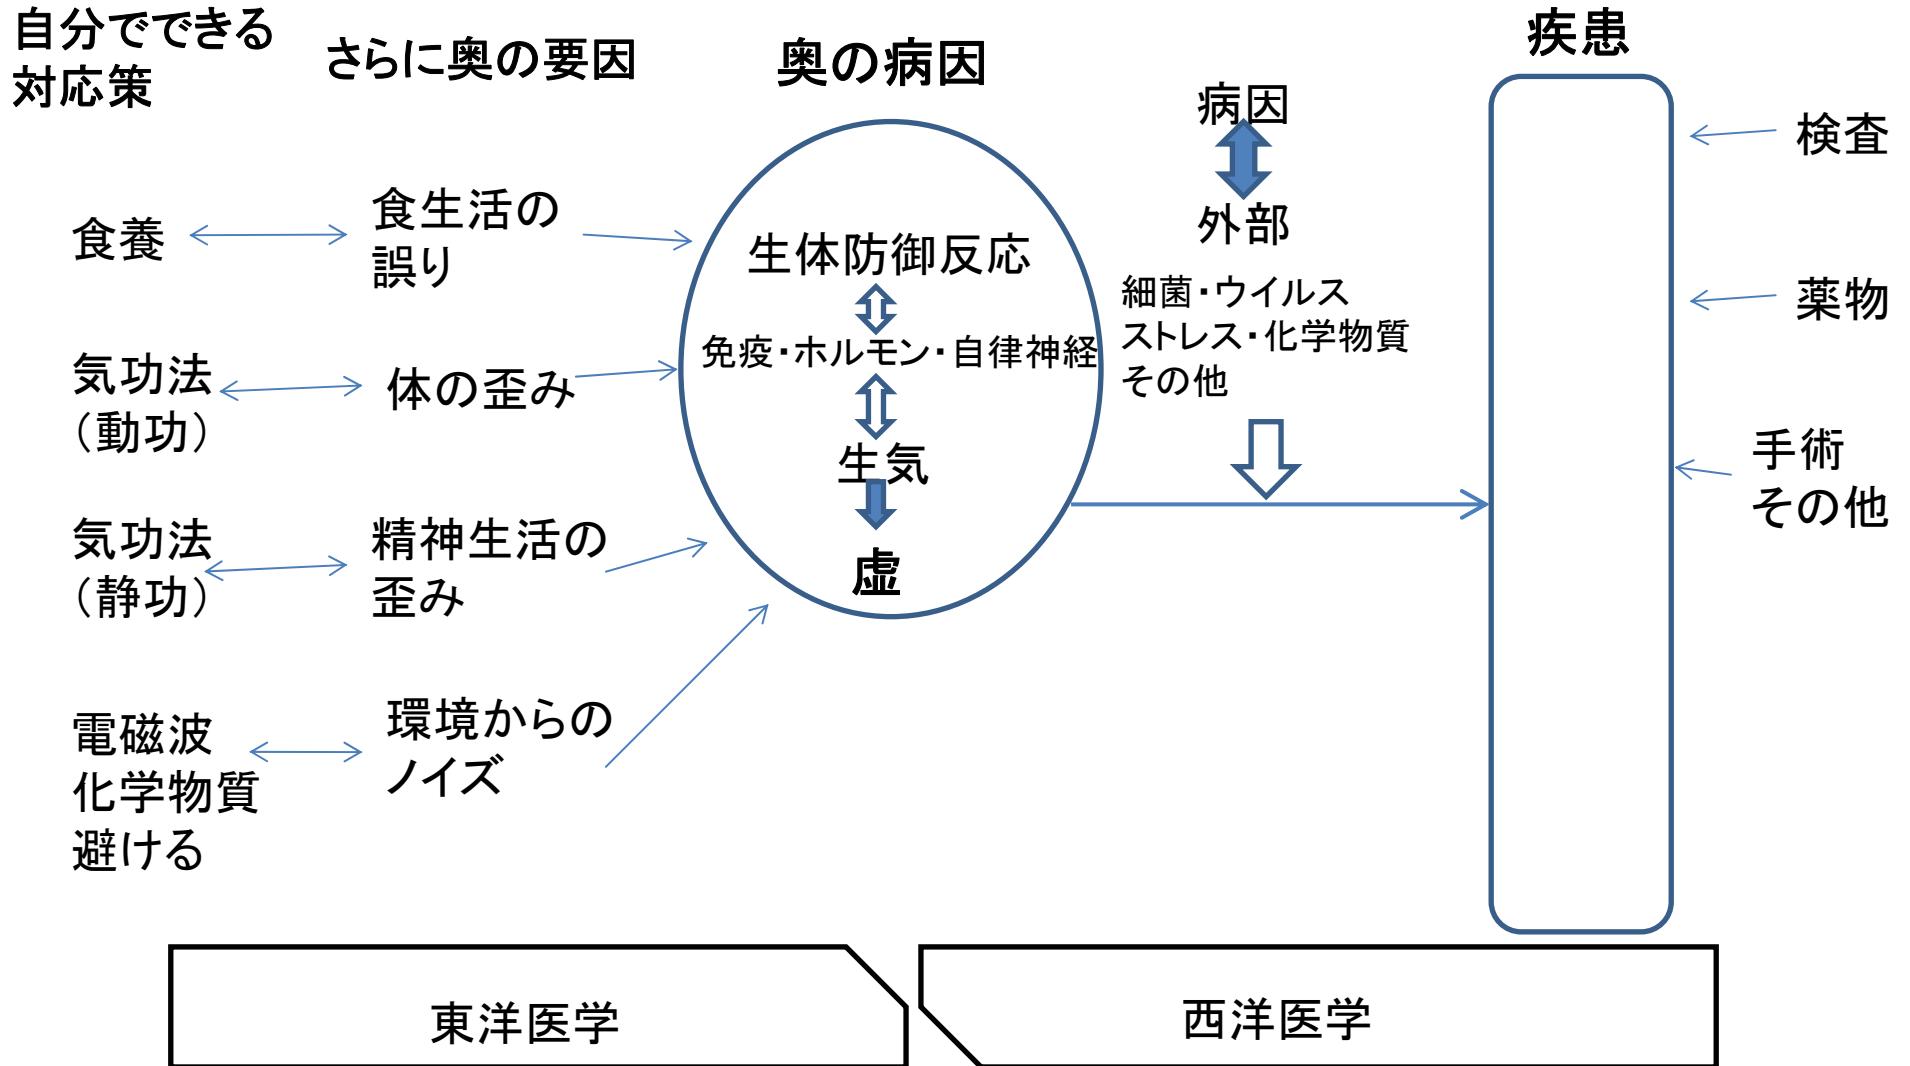 自分でできる
対応策
さらに奥の要因
奥の病因
疾患
食養
食生活の
誤り
気功法
（動功）
体の歪み
気功法
（静功）
精神生活の
歪み
電磁波
化学物質
避ける
環境からの
ノイズ
生体防御反応
免疫・ホルモン・自律神経
生気
虚
病因
外部
細菌・ウイルス
ストレス・化学物質
その他
検査
薬物
手術
その他
東洋医学
西洋医学